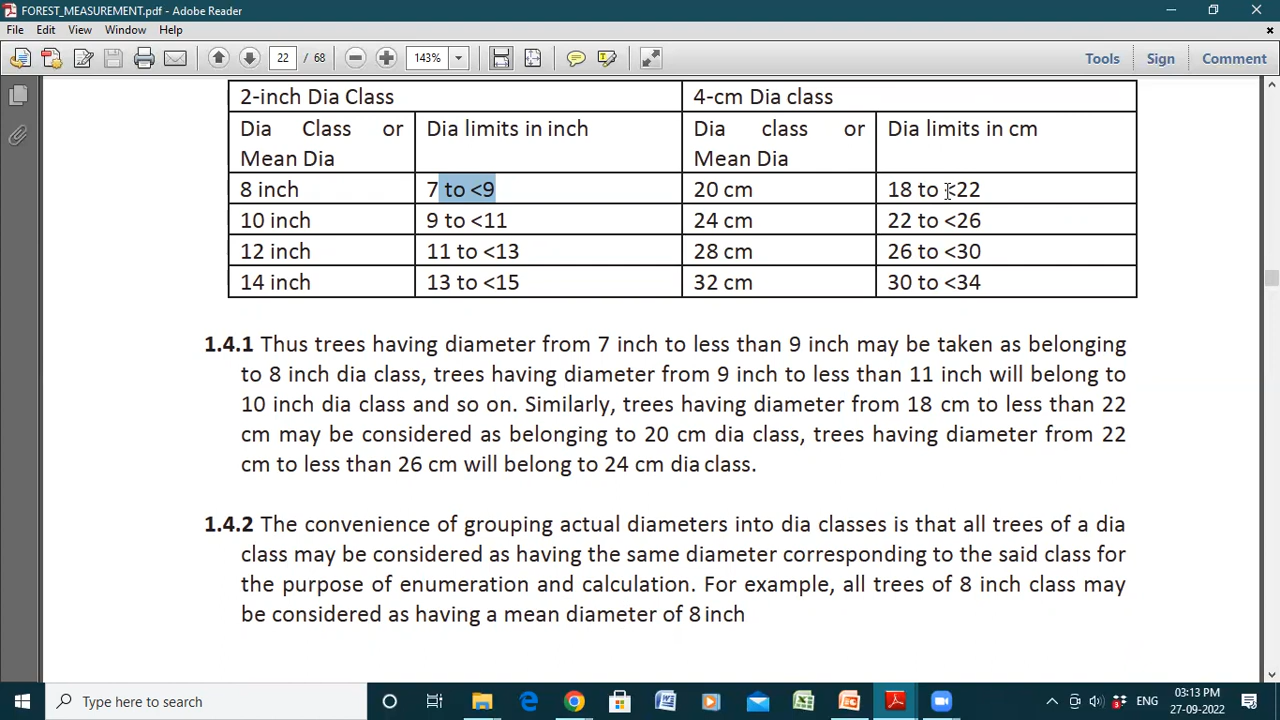 FOREST_MEASUREMENT.pdf - Adobe Reader
File Edit View Window Help
22 / 68 143% Tools Sign Comment
2-inch Dia Class 4-cm Dia class
Dia Class or Mean Dia Dia limits in inch Dia class or Mean Dia Dia limits in cm
8 inch 7 to <9 20 cm 18 to <22
10 inch 9 to <11 24 cm 22 to <26
12 inch 11 to <13 28 cm 26 to <30
14 inch 13 to <15 32 cm 30 to <34
1.4.1 Thus trees having diameter from 7 inch to less than 9 inch may be taken as belonging
to 8 inch dia class, trees having diameter from 9 inch to less than 11 inch will belong to
10 inch dia class and so on. Similarly, trees having diameter from 18 cm to less than 22
cm may be considered as belonging to 20 cm dia class, trees having diameter from 22
cm to less than 26 cm will belong to 24 cm dia class.
1.4.2 The convenience of grouping actual diameters into dia classes is that all trees of a dia
class may be considered as having the same diameter corresponding to the said class for
the purpose of enumeration and calculation. For example, all trees of 8 inch class may
be considered as having a mean diameter of 8 inch
Type here to search
ENG
03:13 PM
27-09-2022
3